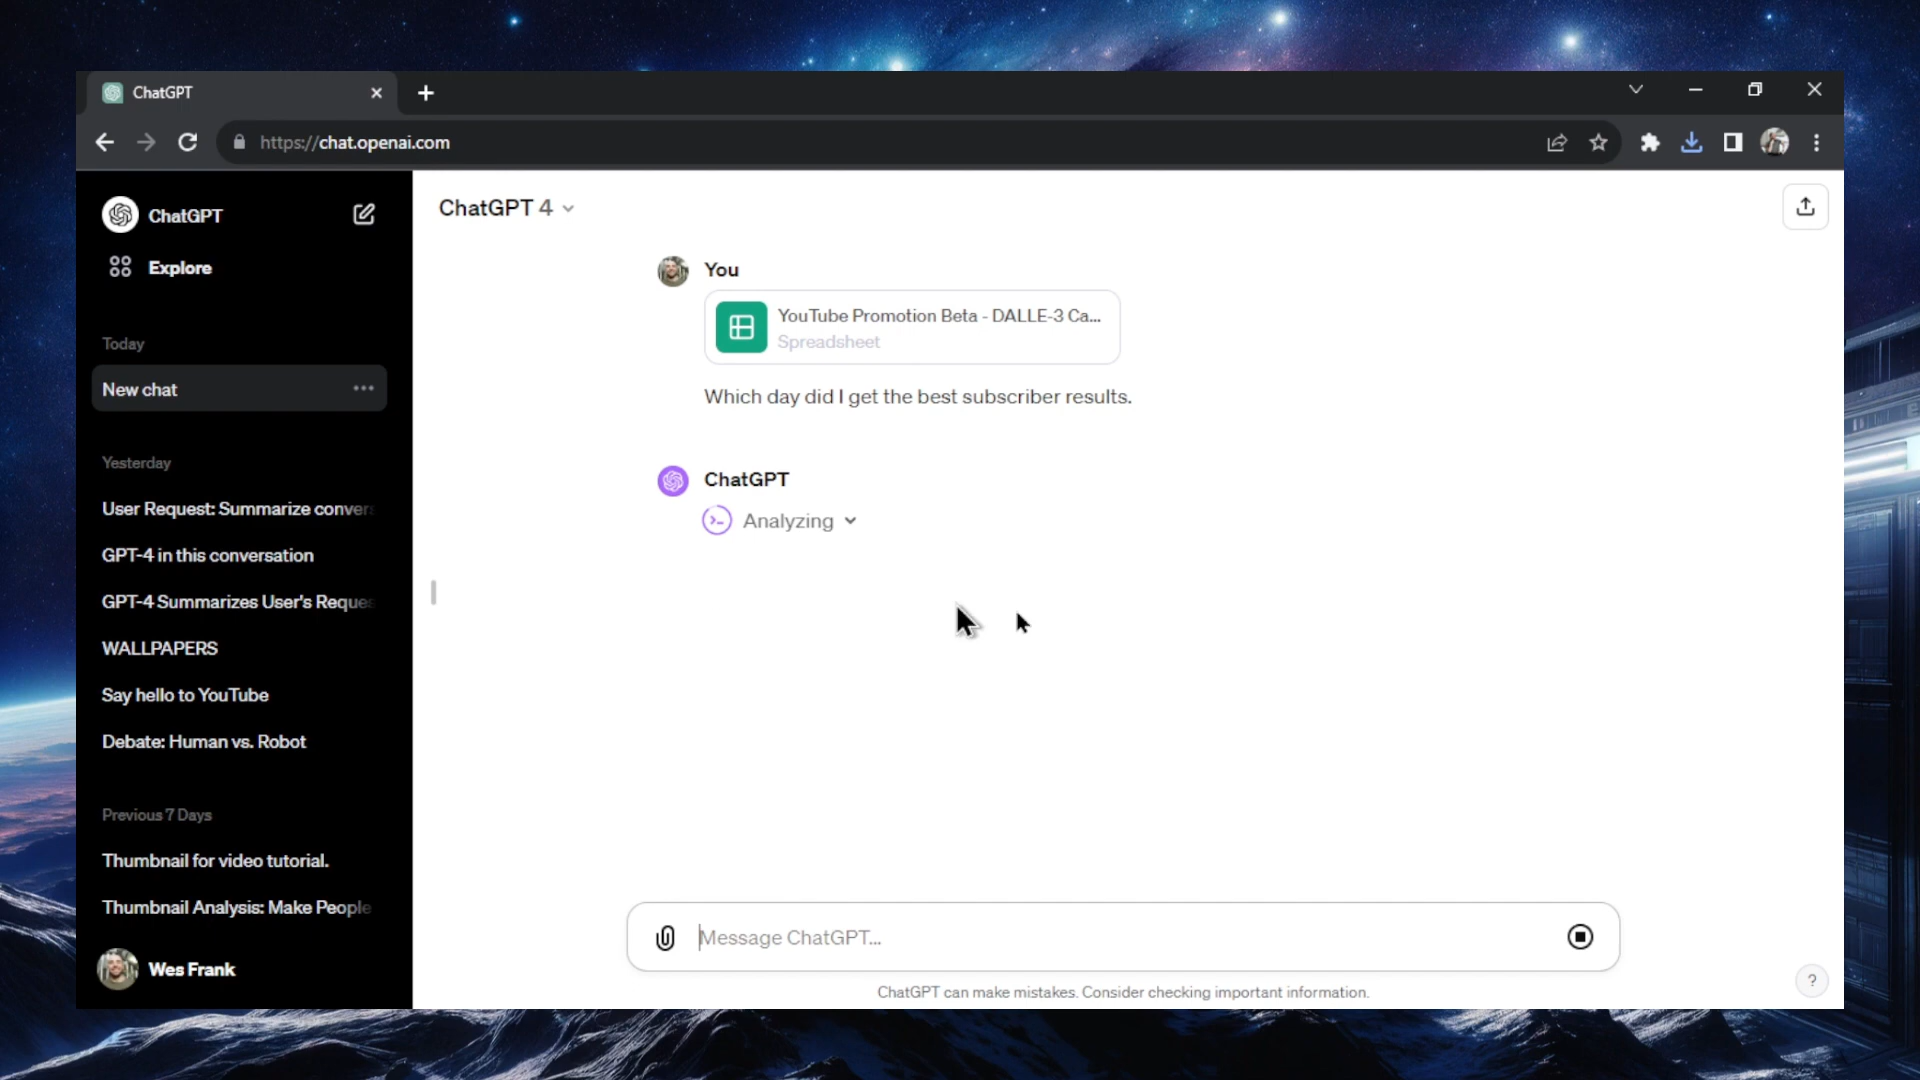 ChatGPT
https://chat.openai.com
ChatGPT
Explore
Today
New chat
Yesterday
User Request: Summarize conver
GPT-4 in this conversation
GPT-4 Summarizes User's Reque
WALLPAPERS
Say hello to YouTube
Debate: Human vs. Robot
Previous 7 Days
Thumbnail for video tutorial.
Thumbnail Analysis: Make People
Wes Frank
ChatGPT 4
You
YouTube Promotion Beta - DALLE-3 Ca...
Spreadsheet
Which day did I get the best subscriber results.
ChatGPT
Analyzing
Message ChatGPT...
ChatGPT can make mistakes. Consider checking important information.
?